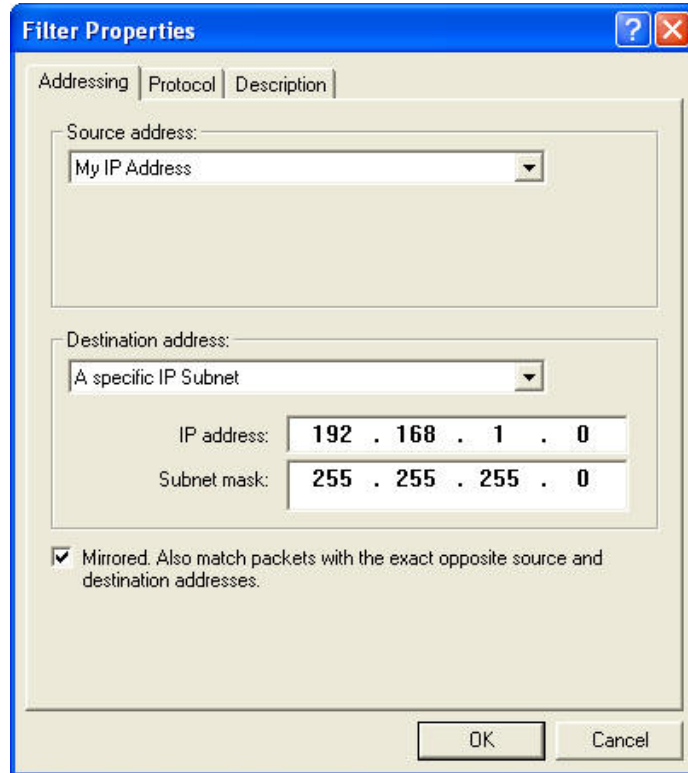 Filter Properties
Addressing Protocol Description
Source address:
My IP Address
Destination address:
A specific IP Subnet
IP address: 192 . 168 . 1 . 0
Subnet mask: 255 . 255 . 255 . 0
Mirrored. Also match packets with the exact opposite source and
destination addresses.
OK Cancel